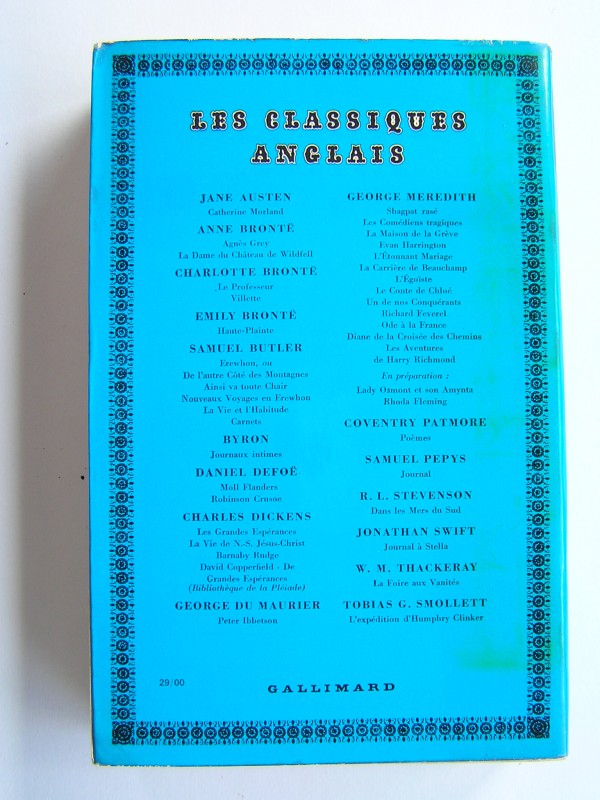 LES CLASSIQUES
ANGLAIS
JANE AUSTEN
Catherine Morland
ANNE BRONTË
Agnès Grey
La Dame du Château de Wildfell
CHARLOTTE BRONTË
Le Professeur
Villette
EMILY BRONTË
Haute-Plainte
SAMUEL BUTLER
Erewhon, ou
De l'autre Côté des Montagnes
Ainsi va toute Chair
Nouveaux Voyages en Erewhon
La Vie et l'Habitude
Carnets
BYRON
Journaux intimes
DANIEL DEFOË
Moll Flanders
Robinson Crusoe
CHARLES DICKENS
Les Grandes Espérances
La Vie de N.-S. Jésus-Christ
Barnaby Rudge
David Copperfield - De
Grandes Espérances
(Bibliothèque de la Pléiade)
GEORGE DU MAURIER
Peter Ibbetson
GEORGE MEREDITH
Shagpat rasé
Les Comédiens tragiques
La Maison de la Grève
Evan Harrington
L'Étonnant Mariage
La Carrière de Beauchamp
L'Égoïste
Le Conte de Chloé
Un de nos Conquérants
Richard Feverel
Ode à la France
Diane de la Croisée des Chemins
Les Aventures
de Harry Richmond
En préparation :
Lady Ormont et son Amynta
Rhoda Fleming
COVENTRY PATMORE
Poèmes
SAMUEL PEPYS
Journal
R. L. STEVENSON
Dans les Mers du Sud
JONATHAN SWIFT
Journal à Stella
W. M. THACKERAY
La Foire aux Vanités
TOBIAS G. SMOLLETT
L'expédition d'Humphry Clinker
29/00
GALLIMARD